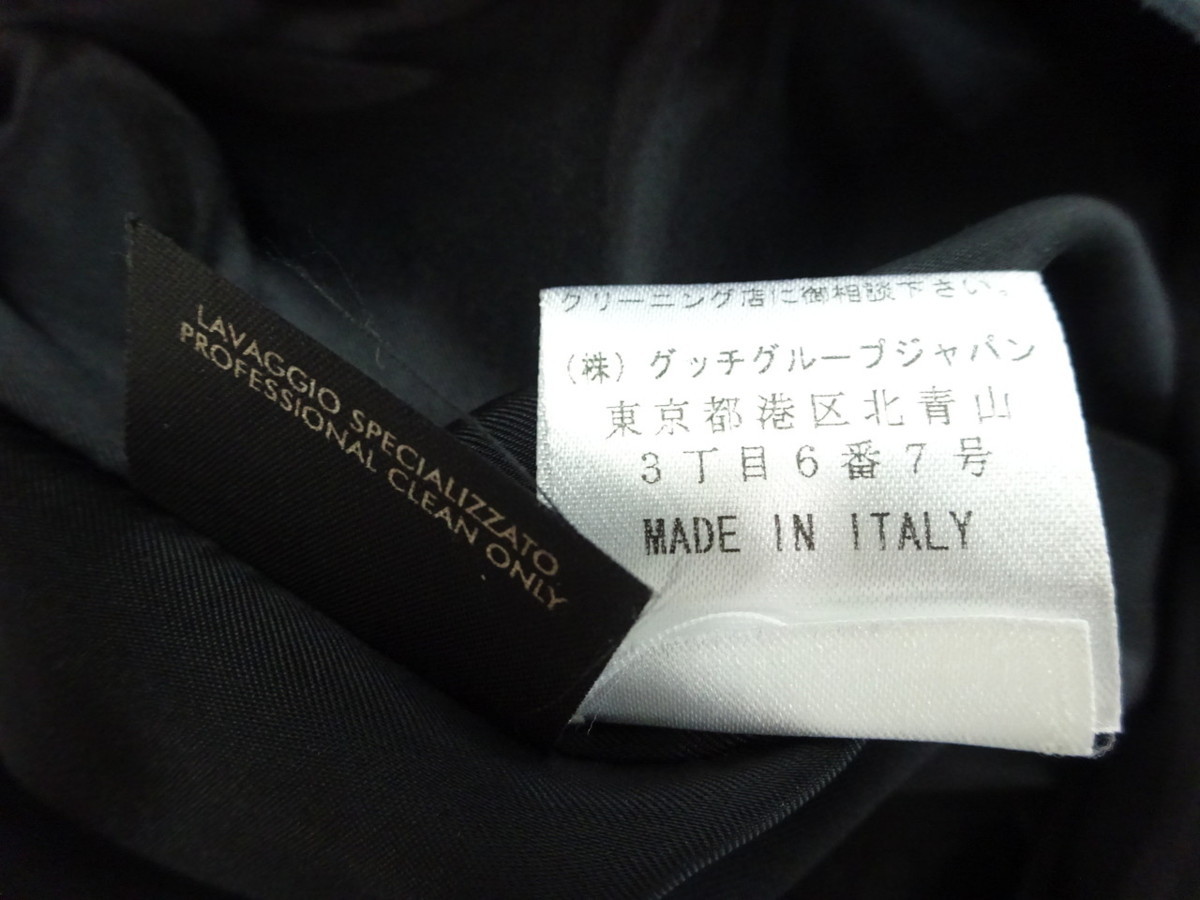 LAVAGGIO SPECIALIZZATO
PROFESSIONAL CLEAN ONLY
クリーニング店に御相談下さい。
(株)グッチグループジャパン
東京都港区北青山
3丁目6番7号
MADE IN ITALY